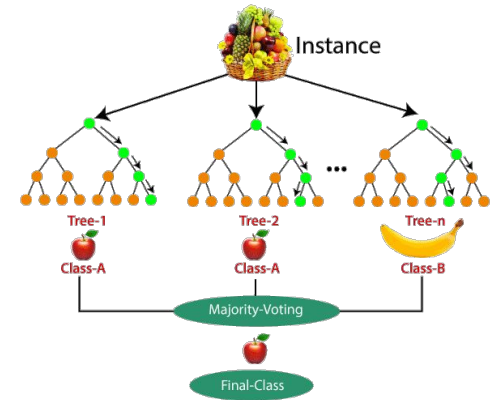 Instance
...
Tree-1
Tree-2
Tree-n
Class-A
Class-A
Class-B
Majority-Voting
Final-Class